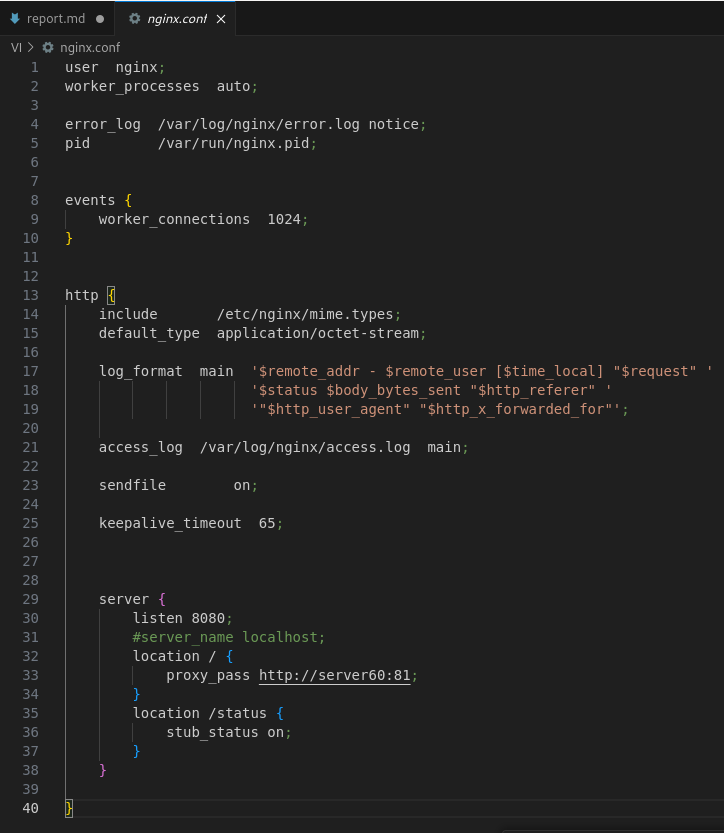 report.md ●
nginx.conf ×
VI > nginx.conf
1 user  nginx;
2 worker_processes  auto;
3
4 error_log  /var/log/nginx/error.log notice;
5 pid        /var/run/nginx.pid;
6
7
8 events {
9     worker_connections  1024;
10 }
11
12
13 http {
14     include       /etc/nginx/mime.types;
15     default_type  application/octet-stream;
16
17     log_format  main  '$remote_addr - $remote_user [$time_local] "$request" '
18                       '$status $body_bytes_sent "$http_referer" '
19                       '"$http_user_agent" "$http_x_forwarded_for"';
20
21     access_log  /var/log/nginx/access.log  main;
22
23     sendfile        on;
24
25     keepalive_timeout  65;
26
27
28
29     server {
30         listen 8080;
31         #server_name localhost;
32         location / {
33             proxy_pass http://server60:81;
34         }
35         location /status {
36             stub_status on;
37         }
38     }
39
40 }